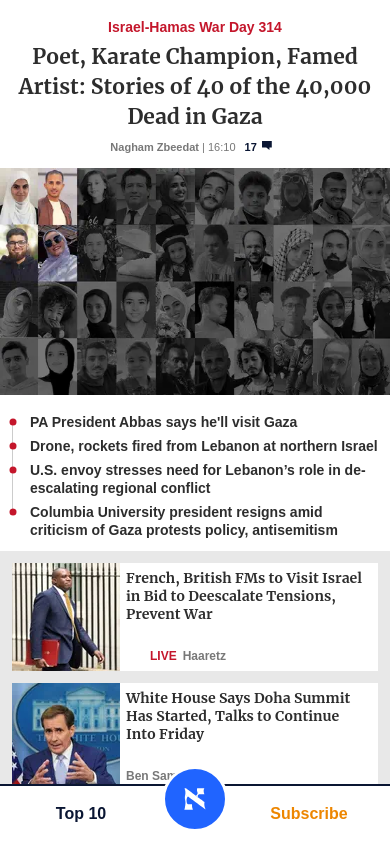 Israel-Hamas War Day 314
Poet, Karate Champion, Famed
Artist: Stories of 40 of the 40,000
Dead in Gaza
Nagham Zbeedat | 16:10 17
PA President Abbas says he'll visit Gaza
Drone, rockets fired from Lebanon at northern Israel
U.S. envoy stresses need for Lebanon’s role in de-
escalating regional conflict
Columbia University president resigns amid
criticism of Gaza protests policy, antisemitism
French, British FMs to Visit Israel
in Bid to Deescalate Tensions,
Prevent War
LIVE Haaretz
White House Says Doha Summit
Has Started, Talks to Continue
Into Friday
Ben
Top 10
Subscribe